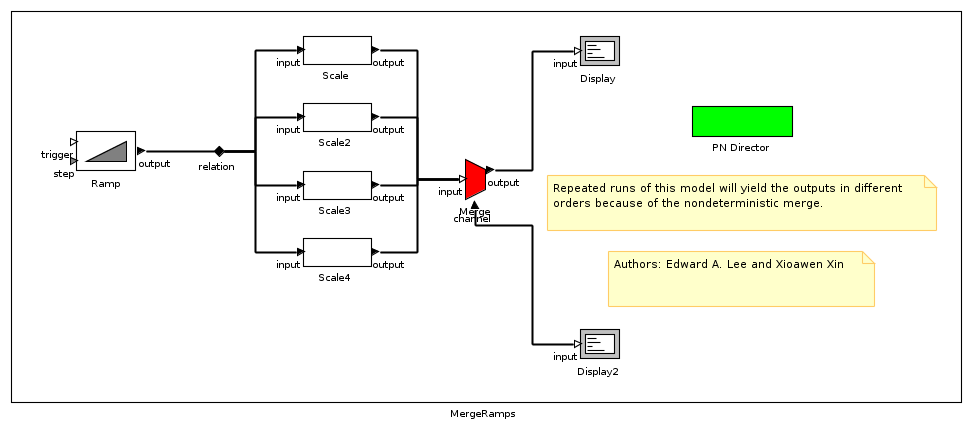 input
output
Scale
input
Display
input
output
Scale2
PN Director
trigger
step
output
Ramp
relation
input
output
Scale3
input
output
Merge
channel
Repeated runs of this model will yield the outputs in different
orders because of the nondeterministic merge.
input
output
Scale4
Authors: Edward A. Lee and Xioawen Xin
input
Display2
MergeRamps